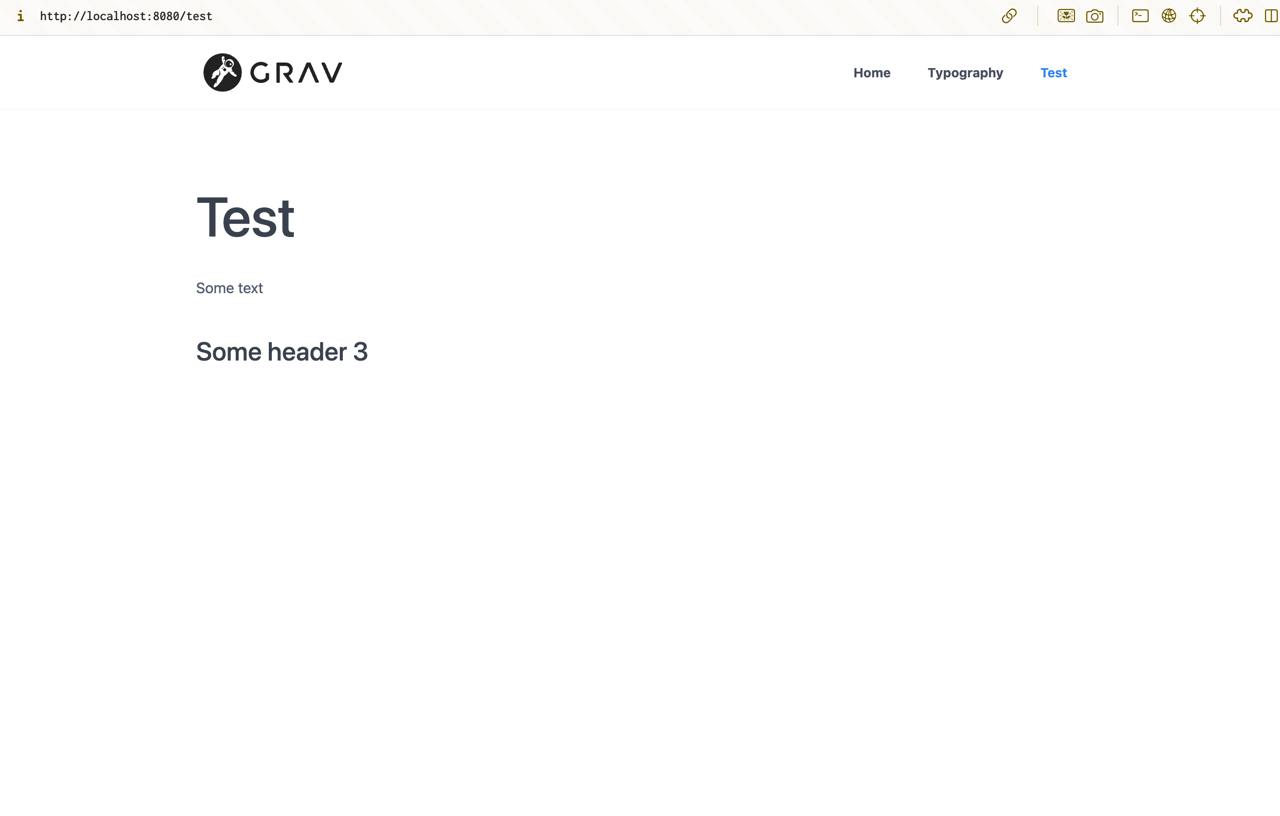 i http://localhost:8080/test
GRAV
Home Typography Test
Test
Some text
Some header 3